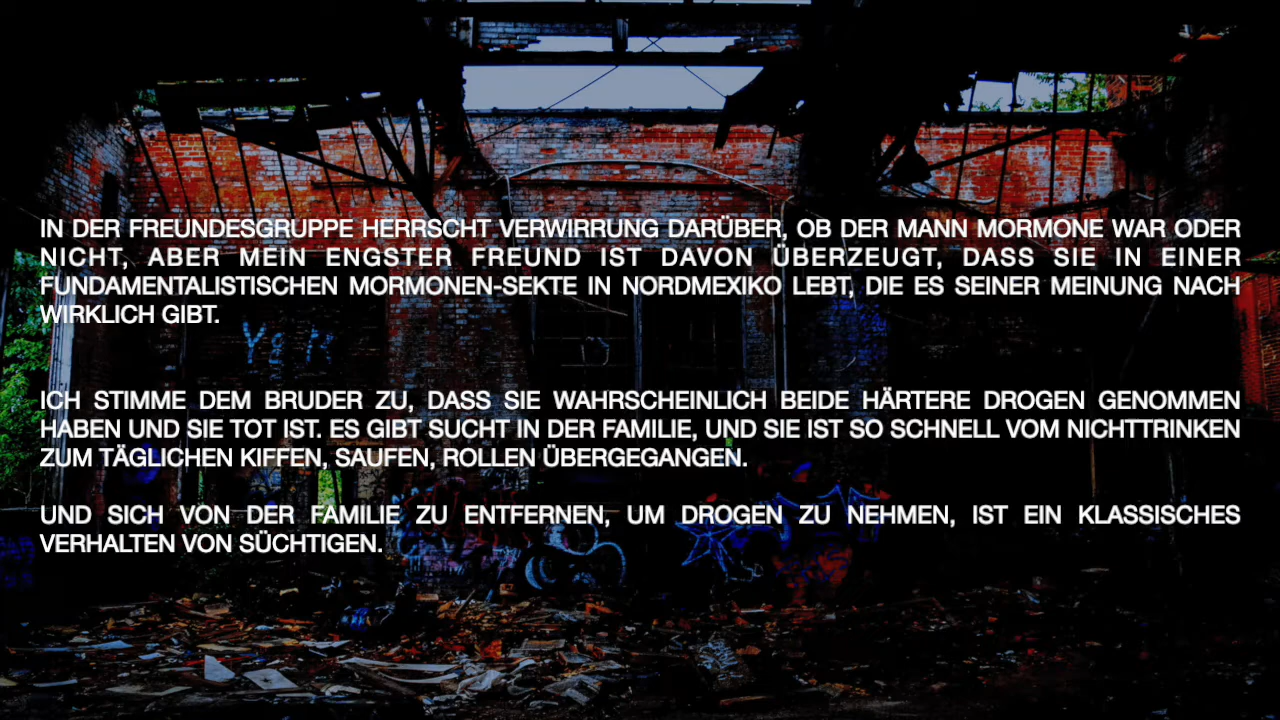 IN DER FREUNDESGRUPPE HERRSCHT VERWIRRUNG DARÜBER, OB DER MANN MORMONE WAR ODER
NICHT, ABER MEIN ENGSTER FREUND IST DAVON ÜBERZEUGT, DASS SIE IN EINER
FUNDAMENTALISTISCHEN MORMONEN-SEKTE IN NORDMEXIKO LEBT, DIE ES SEINER MEINUNG NACH
WIRKLICH GIBT.
ICH STIMME DEM BRUDER ZU, DASS SIE WAHRSCHEINLICH BEIDE HÄRTERE DROGEN GENOMMEN
HABEN UND SIE TOT IST. ES GIBT SUCHT IN DER FAMILIE, UND SIE IST SO SCHNELL VOM NICHTTRINKEN
ZUM TÄGLICHEN KIFFEN, SAUFEN, ROLLEN ÜBERGEGANGEN.
UND SICH VON DER FAMILIE ZU ENTFERNEN, UM DROGEN ZU NEHMEN, IST EIN KLASSISCHES
VERHALTEN VON SÜCHTIGEN.